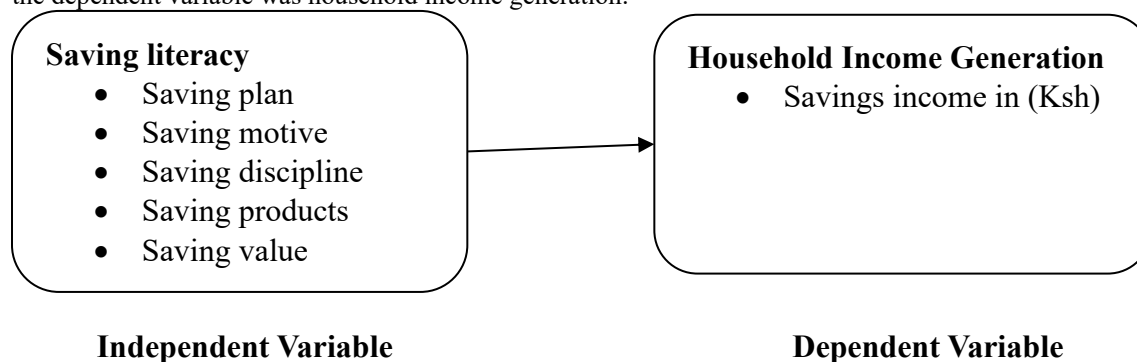 the dependent variable was household income generation.
Saving literacy
• Saving plan
• Saving motive
• Saving discipline
• Saving products
• Saving value
Household Income Generation
• Savings income in (Ksh)
Independent Variable
Dependent Variable